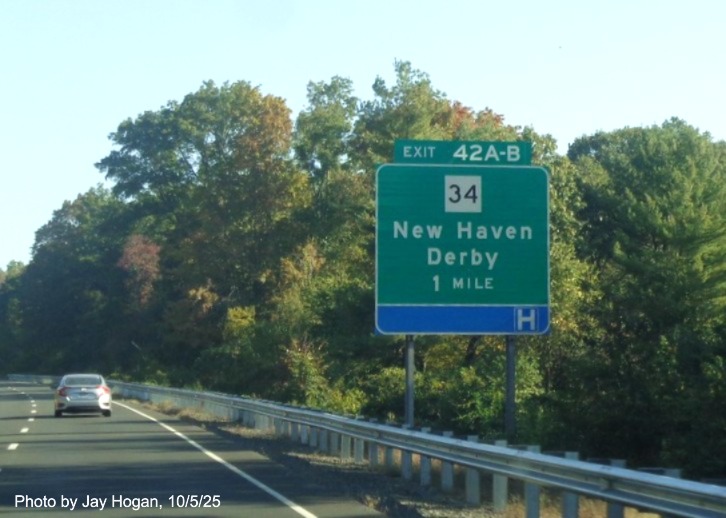 EXIT 42A-B
34
New Haven
Derby
1 MILE
H
Photo by Jay Hogan, 10/5/25